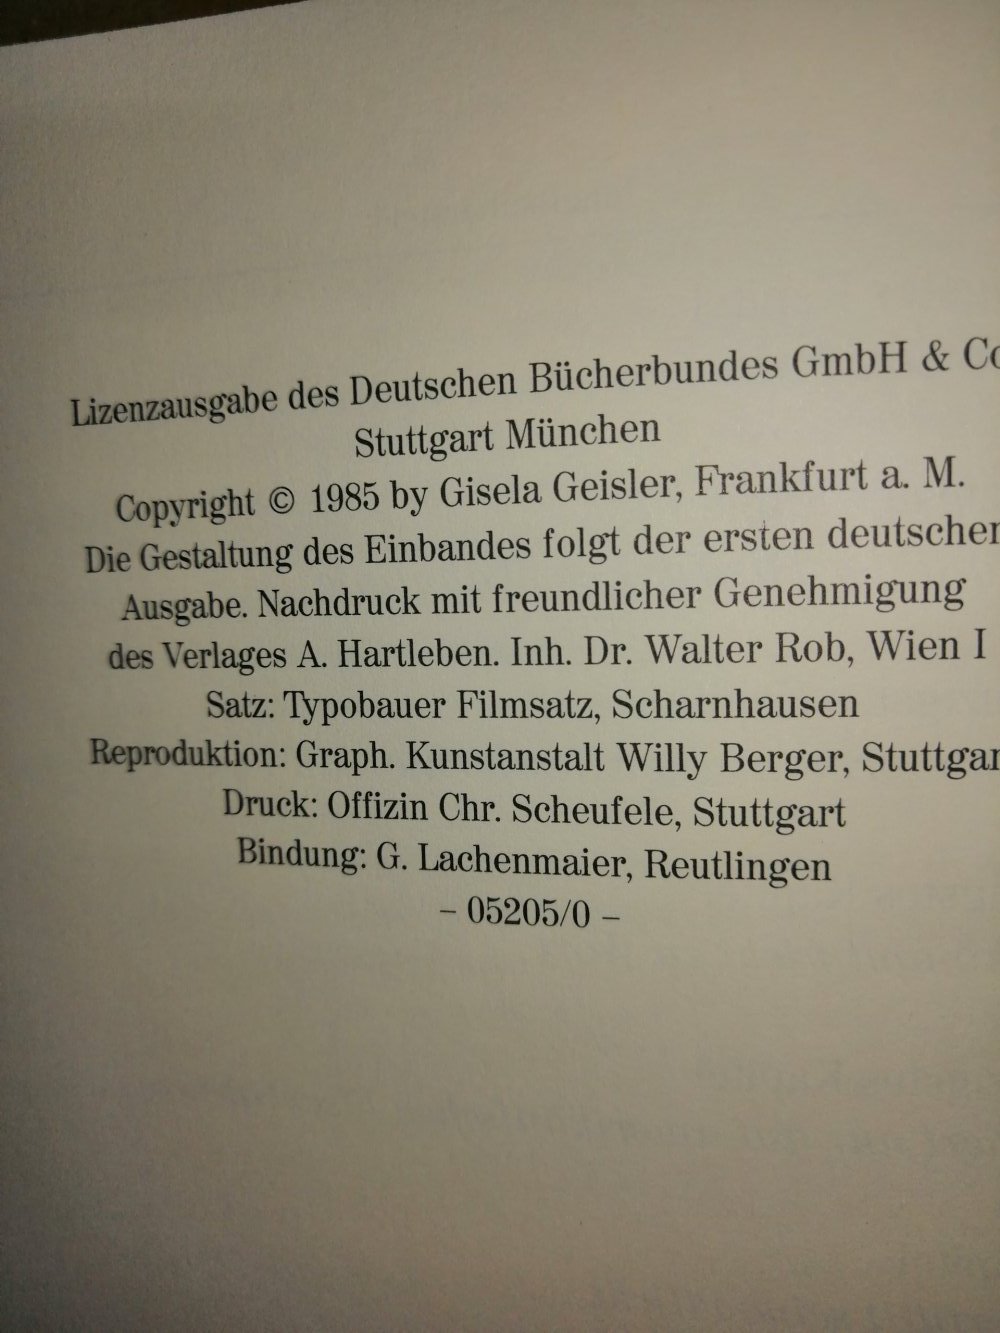 Lizenzausgabe des Deutschen Bücherbundes GmbH & Co
Stuttgart München
Copyright © 1985 by Gisela Geisler, Frankfurt a. M.
Die Gestaltung des Einbandes folgt der ersten deutschen
Ausgabe. Nachdruck mit freundlicher Genehmigung
des Verlages A. Hartleben. Inh. Dr. Walter Rob, Wien I
Satz: Typobauer Filmsatz, Scharnhausen
Reproduktion: Graph. Kunstanstalt Willy Berger, Stuttgar
Druck: Offizin Chr. Scheufele, Stuttgart
Bindung: G. Lachenmaier, Reutlingen
– 05205/0 –